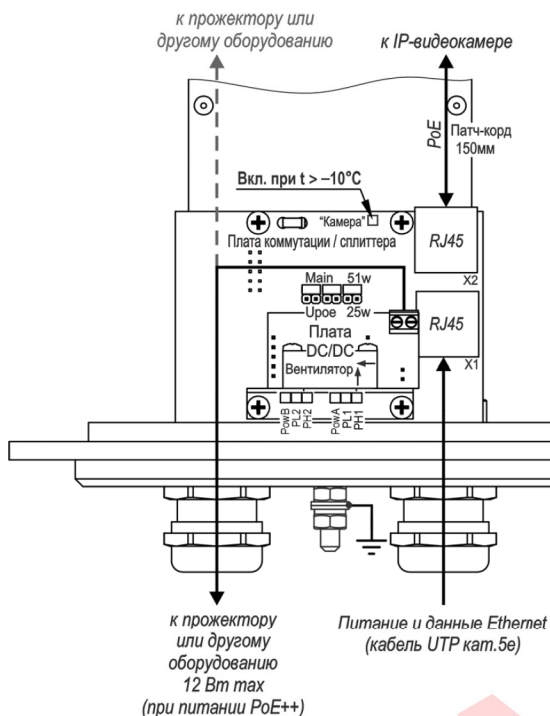 к прожектору или
другому оборудованию
к IP-видеокамере
PoE
Патч-корд
150мм
Вкл. при t > –10°C
"Камера"
Плата коммутации / сплиттера
RJ45
X2
Main 51w
Upoe 25w
RJ45
X1
Плата
DC/DC
Вентилятор
PowB
PL2
PH2
PowA
PL1
PH1
к прожектору
или другому
оборудованию
12 Вт max
(при питании PoE++)
Питание и данные Ethernet
(кабель UTP кат.5е)